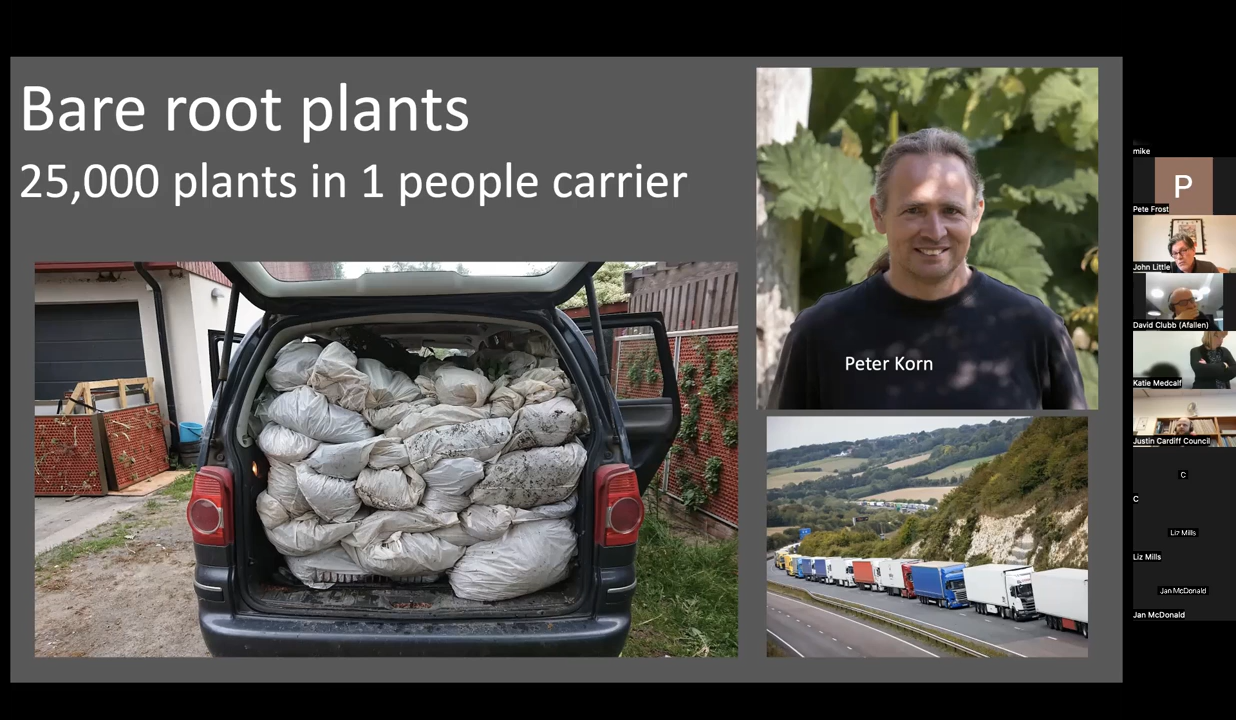 Bare root plants
25,000 plants in 1 people carrier
Peter Korn
mike
P
Pete Frost
John Little
David Clubb (Afallen)
Katie Medcalf
Justin Cardiff Council
C
C
Liz Mills
Liz Mills
Jan McDonald
Jan McDonald